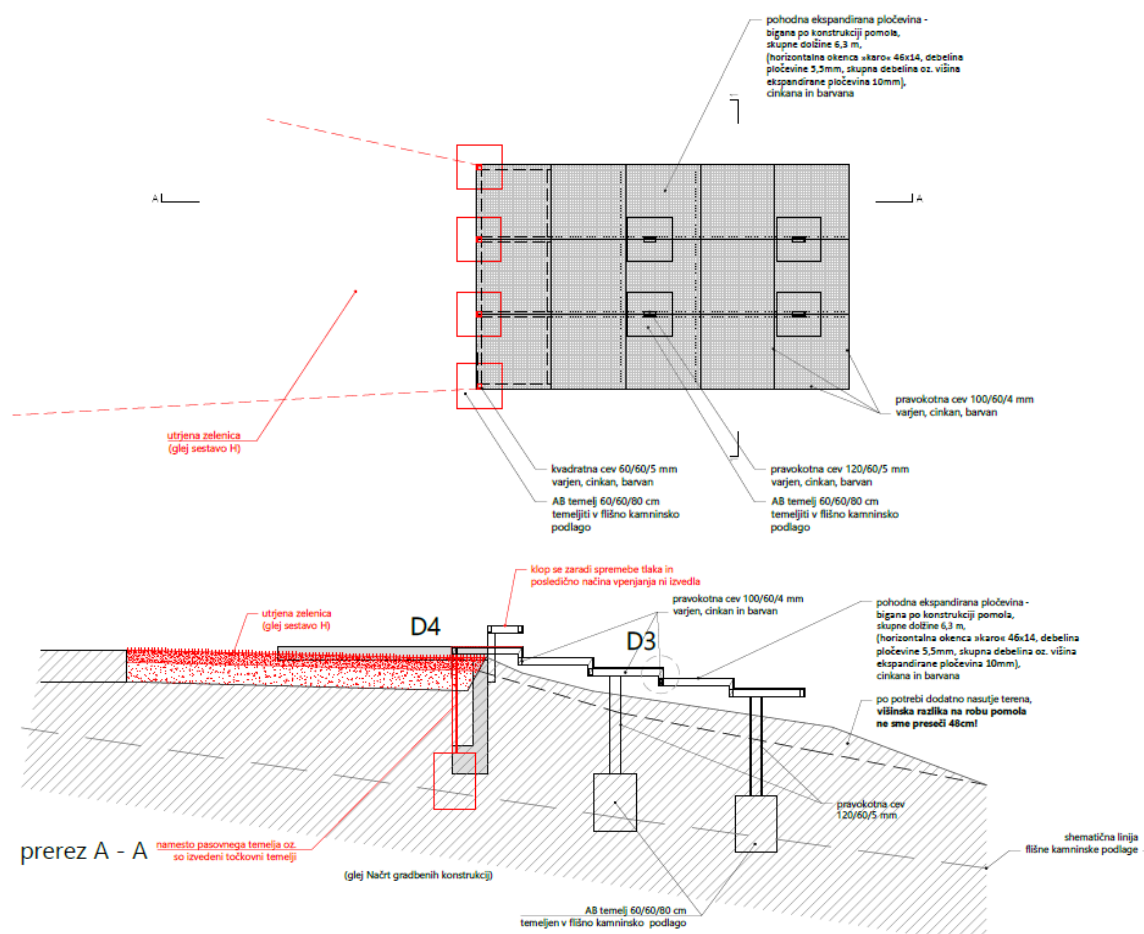 pohodna ekspandirana pločevina -
bigana po konstrukciji pomola,
skupne dolžine 6,3 m,
(horizontalna okenca »karo« 46x14, debelina
pločevine 5,5mm, skupna debelina oz. višina
ekspandirane pločevina 10mm),
cinkana in barvana
A
A
pravokotna cev 100/60/4 mm
varjen, cinkan, barvan
utrjena zelenica
(glej sestavo H)
kvadratna cev 60/60/5 mm
varjen, cinkan, barvan
AB temelj 60/60/80 cm
temeljiti v flišno kamninsko
podlago
pravokotna cev 120/60/5 mm
varjen, cinkan, barvan
AB temelj 60/60/80 cm
temeljiti v flišno kamninsko
podlago
klop se zaradi spremebe tlaka in
posledično načina vpenjanja ni izvedla
utrjena zelenica
(glej sestavo H)
D4
pravokotna cev 100/60/4 mm
varjen, cinkan in barvan
D3
pohodna ekspandirana pločevina -
bigana po konstrukciji pomola,
skupne dolžine 6,3 m,
(horizontalna okenca »karo« 46x14, debelina
pločevine 5,5mm, skupna debelina oz. višina
ekspandirane pločevina 10mm),
cinkana in barvana
po potrebi dodatno nasutje terena,
višinska razlika na robu pomola
ne sme preseči 48cm!
pravokotna cev
120/60/5 mm
shematična linija
flišne kamninske podlage
prerez A - A
namesto pasovnega temelja oz.
so izvedeni točkovni temelji
(glej Načrt gradbenih konstrukcij)
AB temelj 60/60/80 cm
temeljen v flišno kamninsko podlago